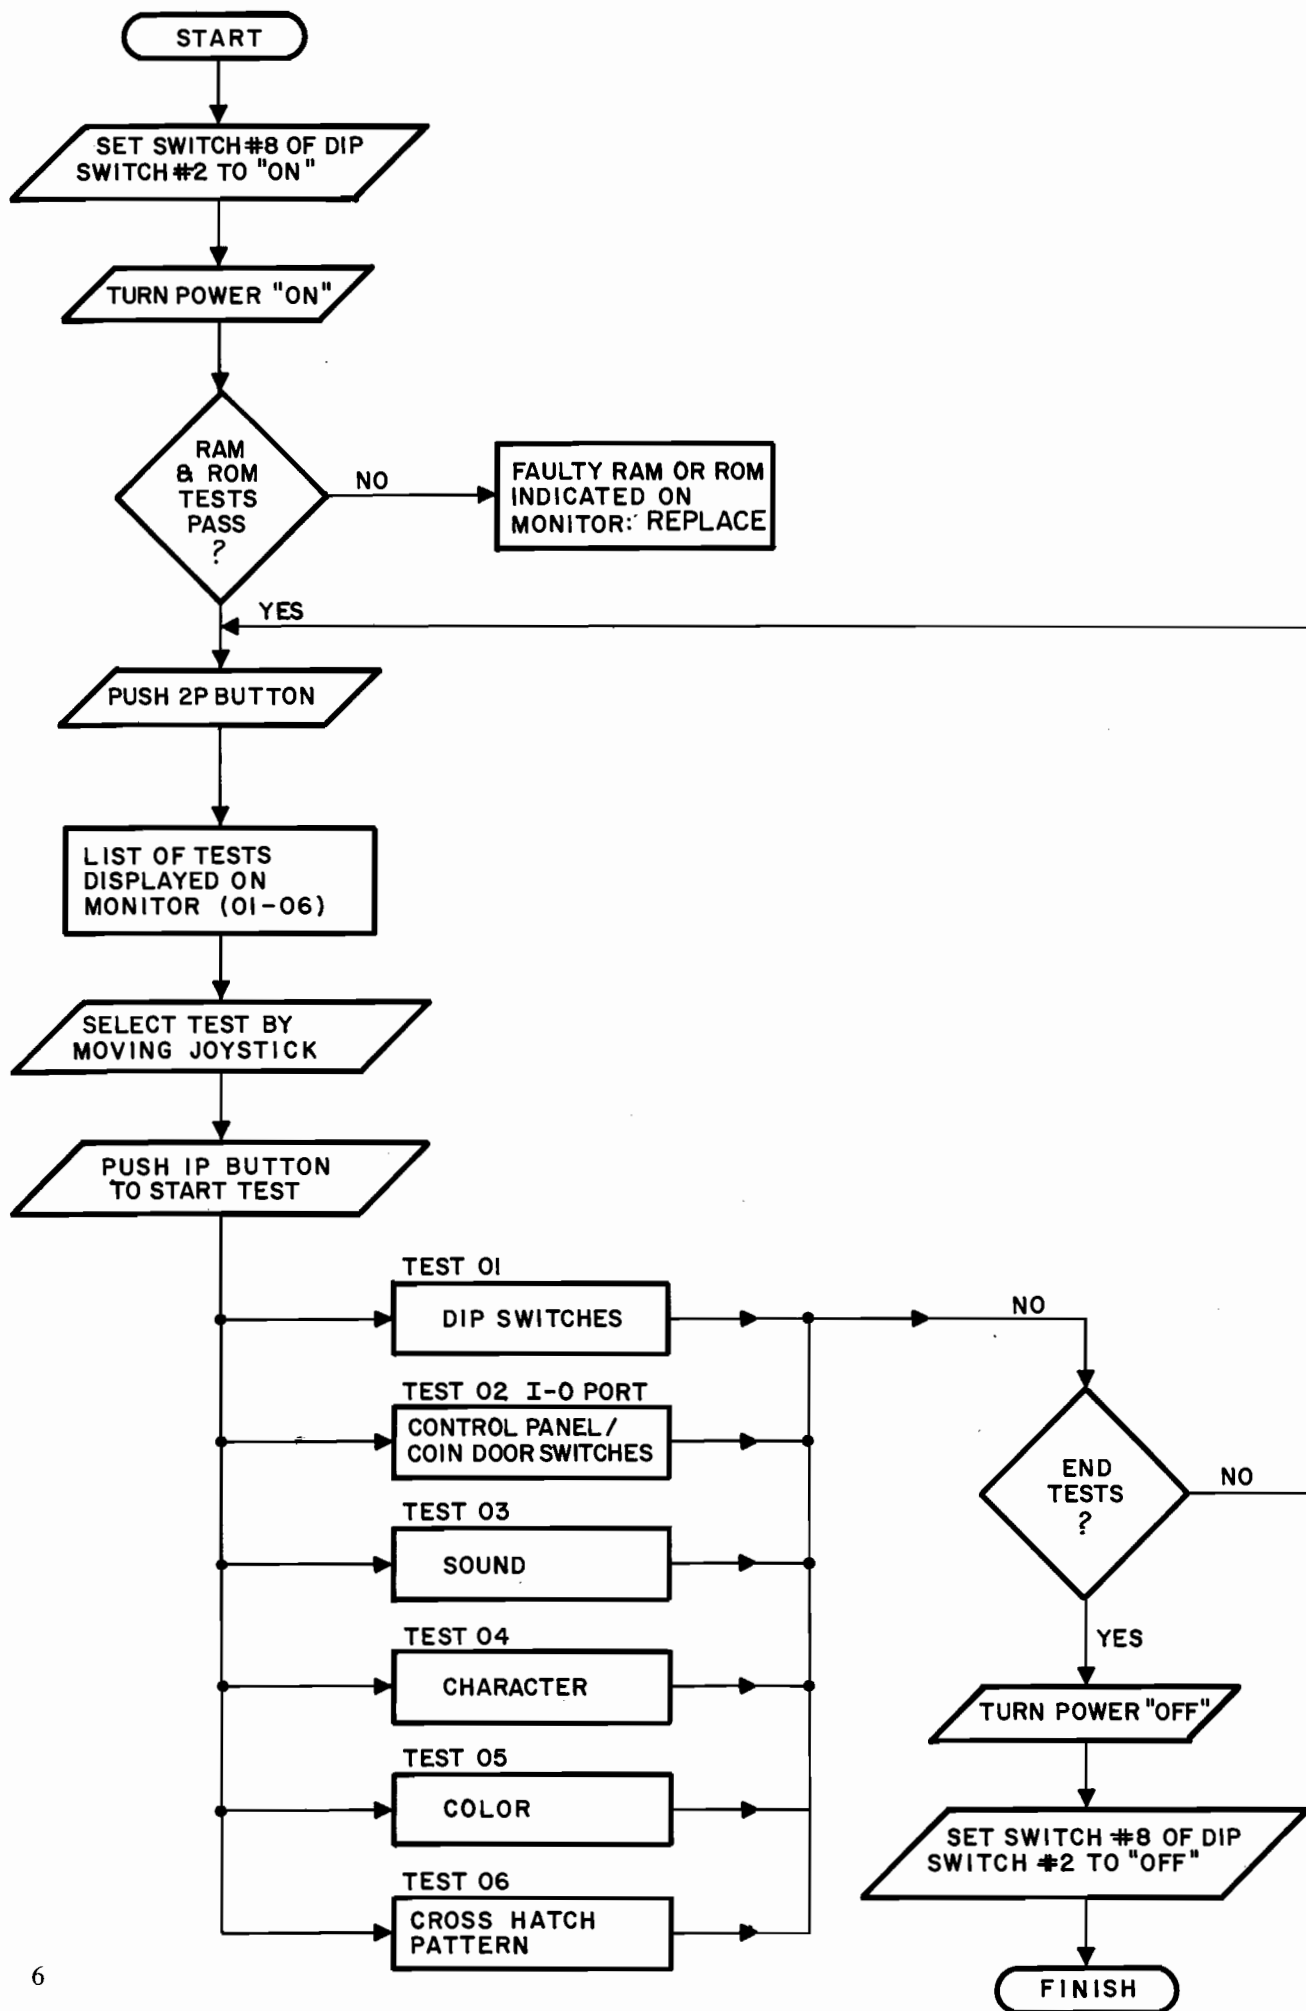 START
SET SWITCH #8 OF DIP
SWITCH #2 TO "ON"
TURN POWER "ON"
RAM
& ROM
TESTS
PASS
?
NO
FAULTY RAM OR ROM
INDICATED ON
MONITOR: REPLACE
YES
PUSH 2P BUTTON
LIST OF TESTS
DISPLAYED ON
MONITOR (01-06)
SELECT TEST BY
MOVING JOYSTICK
PUSH 1P BUTTON
TO START TEST
TEST 01
DIP SWITCHES
TEST 02 I-O PORT
CONTROL PANEL/
COIN DOOR SWITCHES
TEST 03
SOUND
TEST 04
CHARACTER
TEST 05
COLOR
TEST 06
CROSS HATCH
PATTERN
NO
END
TESTS
?
NO
YES
TURN POWER "OFF"
SET SWITCH #8 OF DIP
SWITCH #2 TO "OFF"
FINISH
6